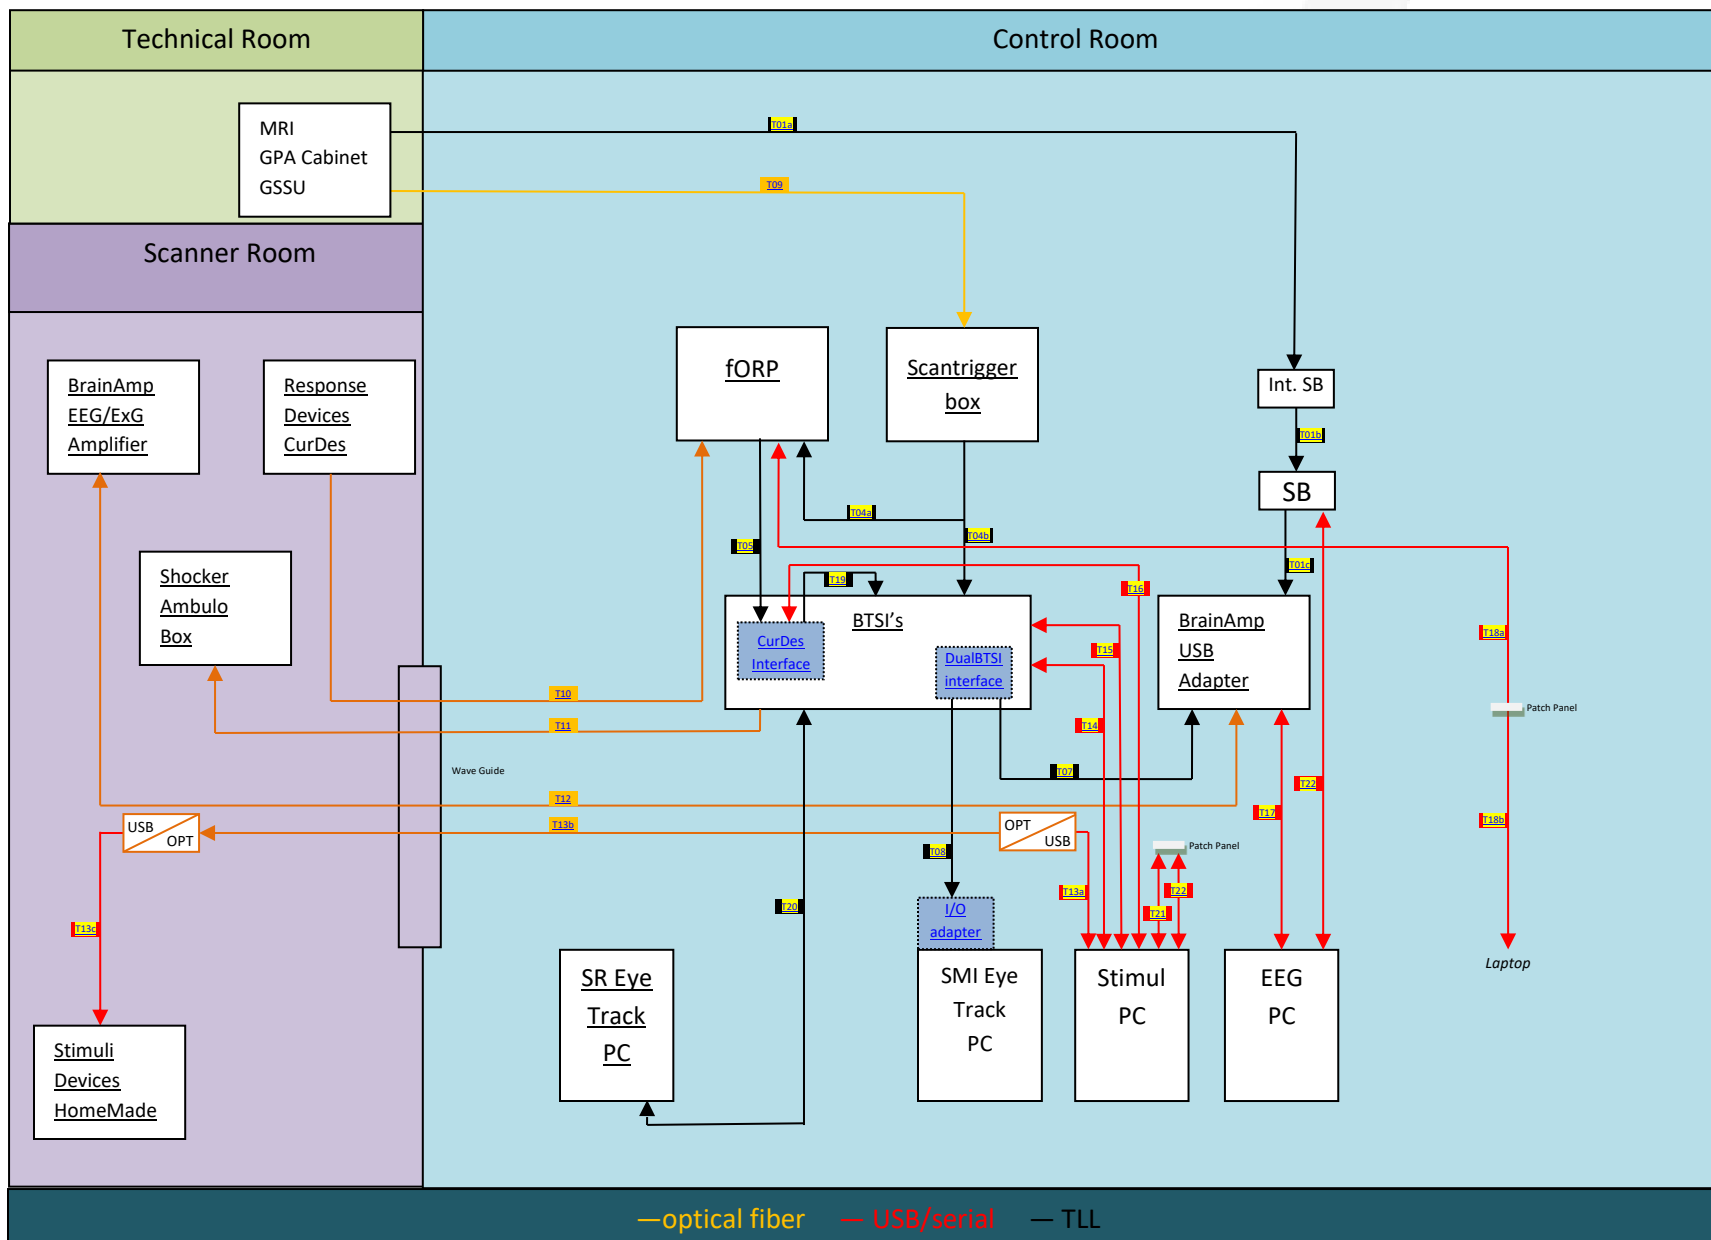 Technical Room
Control Room
MRI
GPA Cabinet
GSSU
T01a
T09
Scanner Room
BrainAmp
EEG/ExG
Amplifier
Response
Devices
CurDes
fORP
Scantrigger
box
Int. SB
T01b
SB
T04a
T04b
T05
T01c
T19
T16
Shocker
Ambulo
Box
BTSI's
CurDes
Interface
DualBTSI
interface
BrainAmp
USB
Adapter
T15
T18a
T10
T11
T14
Patch Panel
Wave Guide
T07
T22
T12
T13b
T17
T18b
USB
OPT
OPT
USB
T08
Patch Panel
T13a
T22
T21
T20
T13c
I/O
adapter
SR Eye
Track
PC
SMI Eye
Track
PC
Stimul
PC
EEG
PC
Laptop
Stimuli
Devices
HomeMade
—optical fiber — USB/serial — TLL